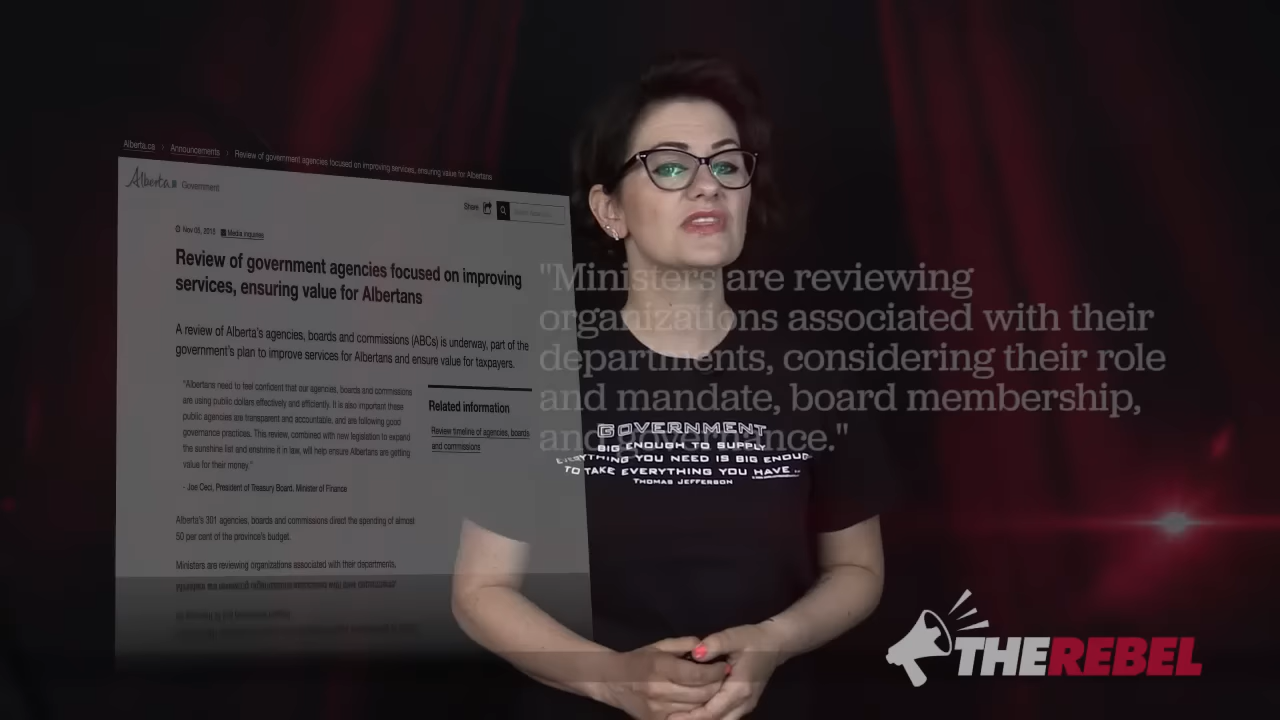 Alberta.ca › Announcements › Review of government agencies focused on improving services, ensuring value for Albertans
Alberta Government
Share
Nov 05, 2015 Media inquiries
Review of government agencies focused on improving
services, ensuring value for Albertans
A review of Alberta's agencies, boards and commissions (ABCs) is underway, part of the
government's plan to improve services for Albertans and ensure value for taxpayers.
"Albertans need to feel confident that our agencies, boards and commissions
are using public dollars effectively and efficiently. It is also important these
public agencies are transparent and accountable, and are following good
governance practices. This review, combined with new legislation to expand
the sunshine list and enshrine it in law, will help ensure Albertans are getting
value for their money."
- Joe Ceci, President of Treasury Board, Minister of Finance
Related information
Review timeline of agencies, boards
and commissions
Alberta's 301 agencies, boards and commissions direct the spending of almost
50 per cent of the province's budget.
Ministers are reviewing organizations associated with their departments,
"Ministers are reviewing
organizations associated with their
departments, considering their role
and mandate, board membership,
and governance."
GOVERNMENT
BIG ENOUGH TO SUPPLY
EVERYTHING YOU NEED IS BIG ENOUGH
TO TAKE EVERYTHING YOU HAVE ..
THOMAS JEFFERSON
THEREBEL